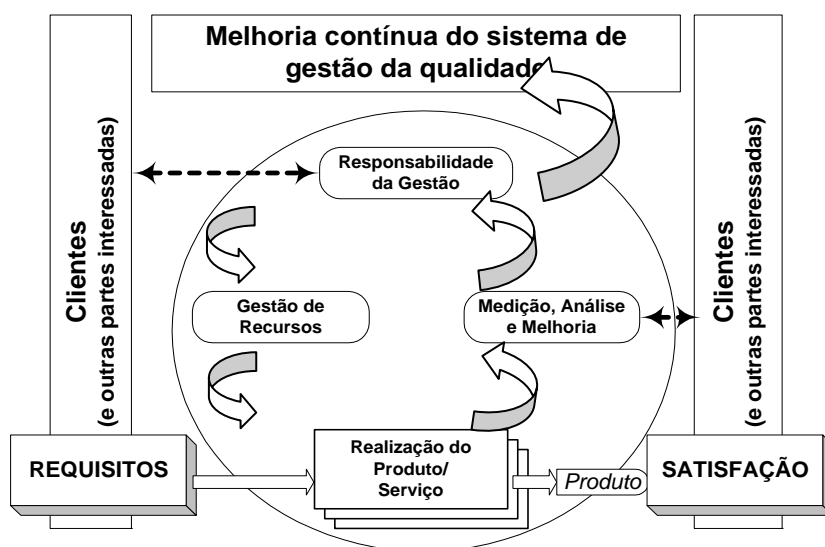 Melhoria contínua do sistema de
gestão da qualidade
Clientes
(e outras partes interessadas)
Responsabilidade
da Gestão
Gestão de
Recursos
Medição, Análise
e Melhoria
Clientes
(e outras partes interessadas)
REQUISITOS
Realização do
Produto/
Serviço
Produto
SATISFAÇÃO